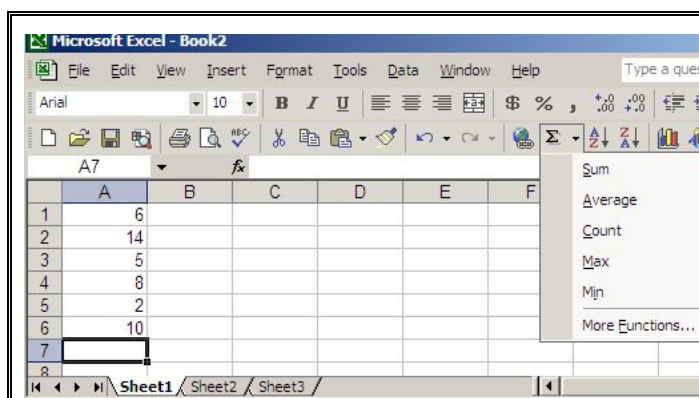 Microsoft Excel - Book2
File Edit View Insert Format Tools Data Window Help Type a ques
Arial 10 B I U $ % , .00
Σ
A7 fx Sum
A B C D E F
Average
1 6
2 14
Count
3 5
Max
4 8
Min
5 2
6 10
More Functions...
7
8
Sheet1 Sheet2 Sheet3